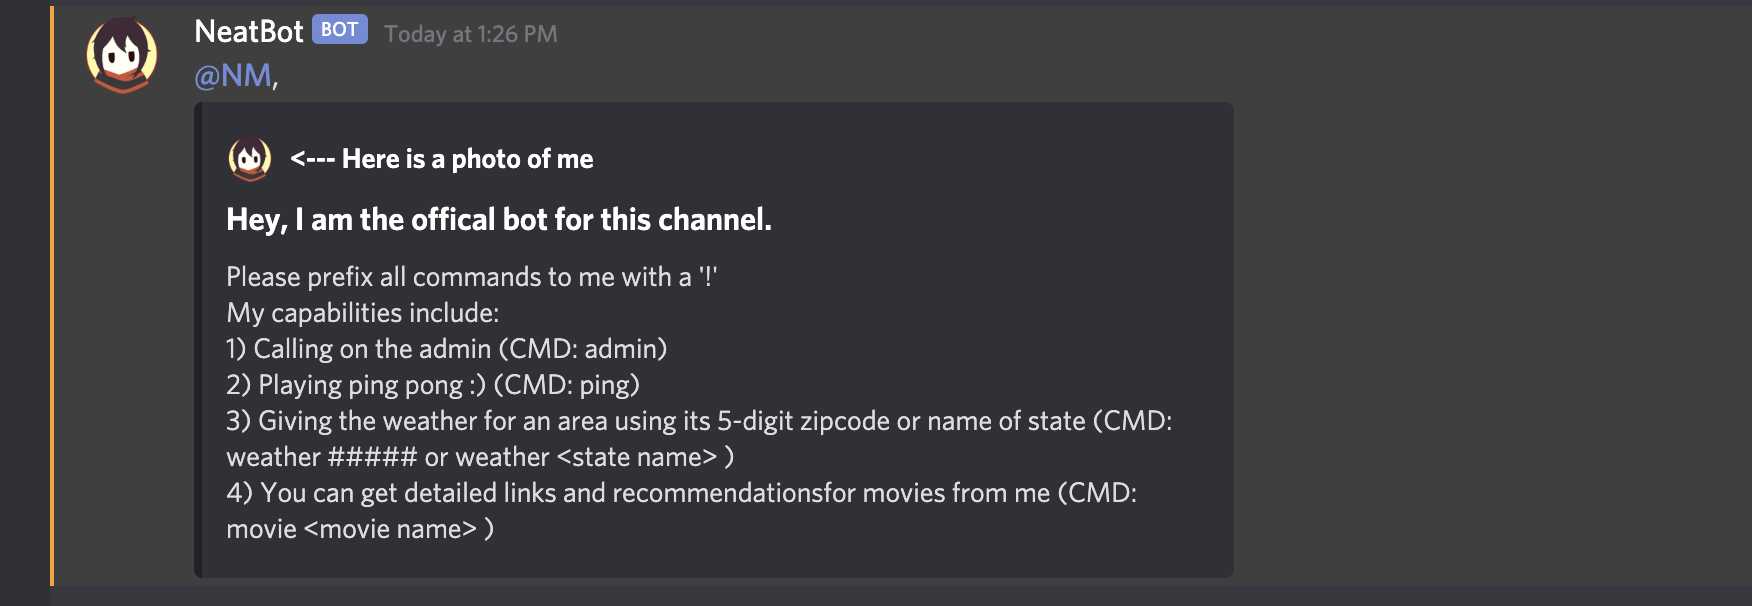 NeatBot BOT Today at 1:26 PM
@NM,
<--- Here is a photo of me
Hey, I am the offical bot for this channel.
Please prefix all commands to me with a '!'
My capabilities include:
1) Calling on the admin (CMD: admin)
2) Playing ping pong :) (CMD: ping)
3) Giving the weather for an area using its 5-digit zipcode or name of state (CMD:
weather ##### or weather <state name> )
4) You can get detailed links and recommendationsfor movies from me (CMD:
movie <movie name> )